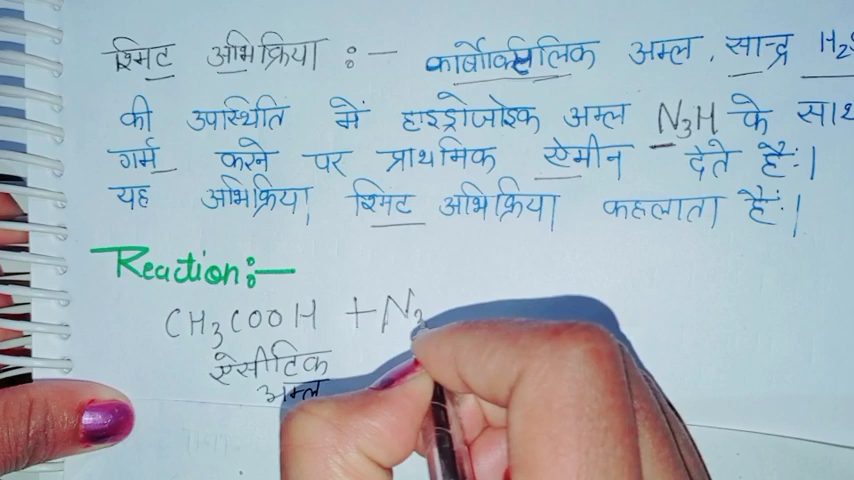 श्मिट अभिक्रिया :- कार्बोक्सिलिक अम्ल, सान्द्र H₂S
की उपस्थिति में हाइड्रोजोइक अम्ल N₃H के साथ
गर्म करने पर प्राथमिक ऐमीन देते हैं।
यह अभिक्रिया श्मिट अभिक्रिया कहलाता हैं।
Reaction:-
CH₃COOH + N₃
ऐसीटिक
अम्ल